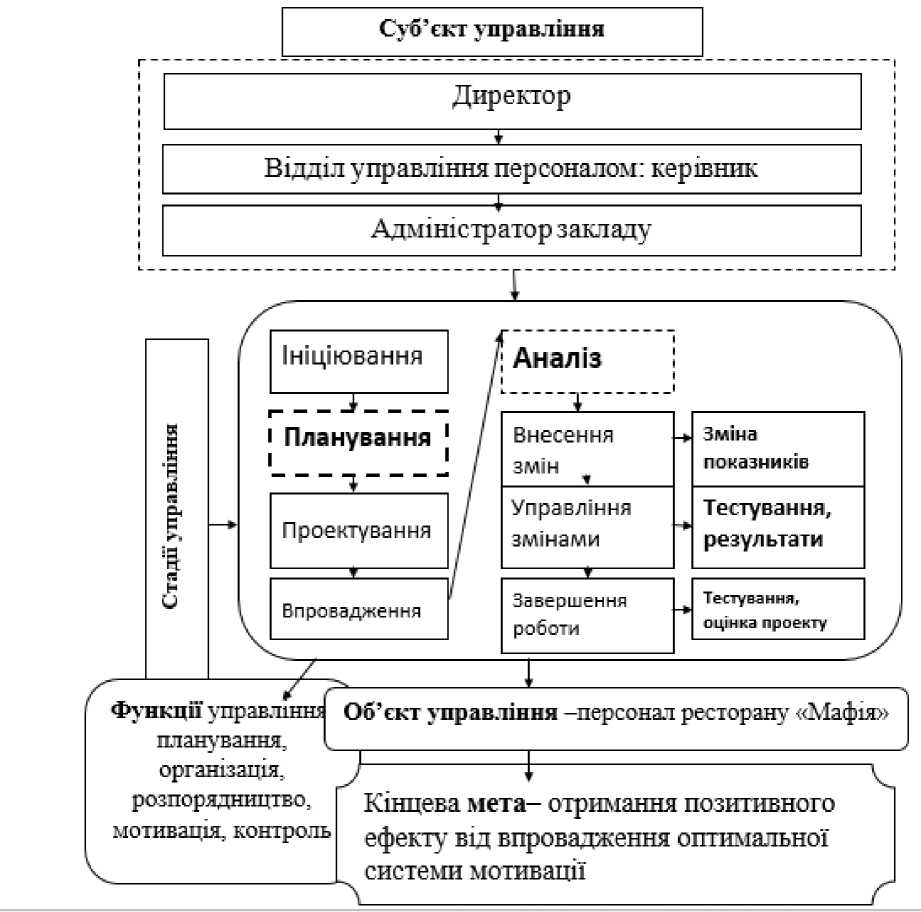 Суб’єкт управління
Директор
Відділ управління персоналом: керівник
Адміністратор закладу
Стадії управління
Ініціювання
Планування
Проектування
Впровадження
Аналіз
Внесення
змін
Управління
змінами
Завершення
роботи
Зміна
показників
Тестування,
результати
Тестування,
оцінка проекту
Функції управління
планування,
організація,
розпорядництво,
мотивація, контроль
Об’єкт управління –персонал ресторану «Мафія»
Кінцева мета– отримання позитивного
ефекту від впровадження оптимальної
системи мотивації